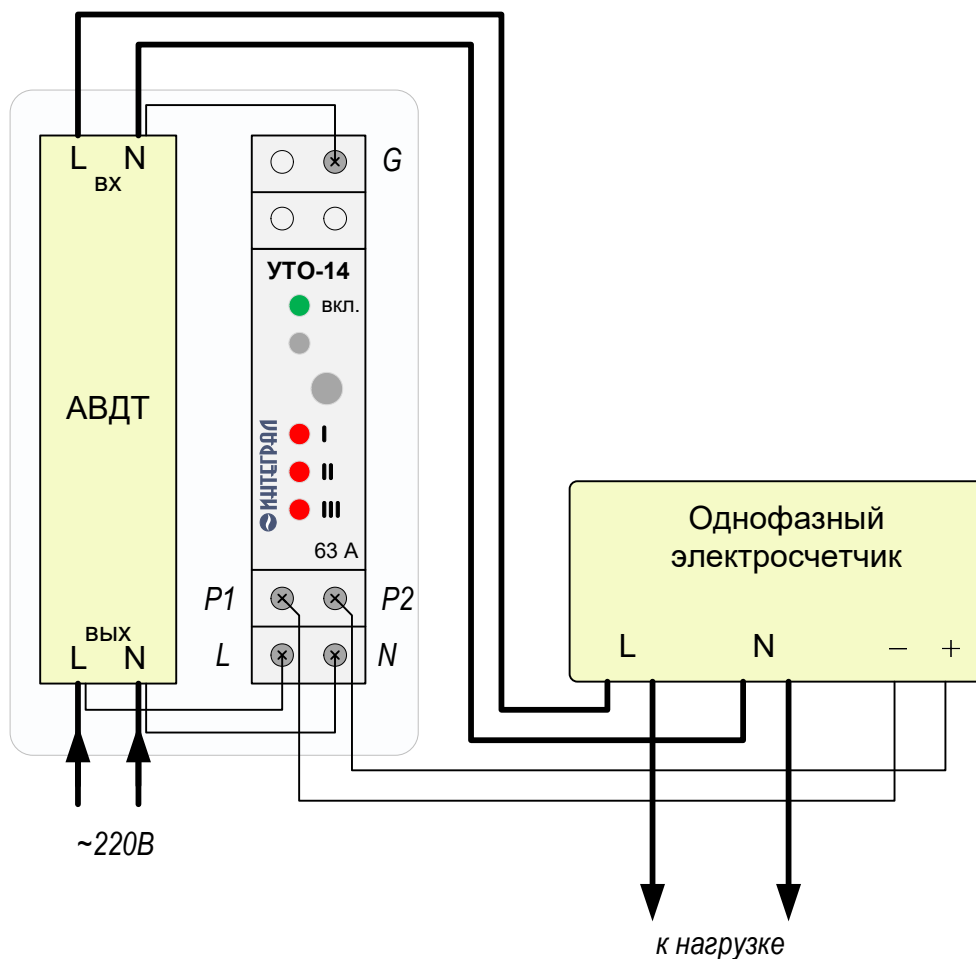 L N
вх
G
УТО-14
вкл.
АВДТ
ИНТЕГРАЛ
I
II
III
63 А
Однофазный
электросчетчик
P1
P2
вых
L N
L
N
L
N
–
+
~220В
к нагрузке